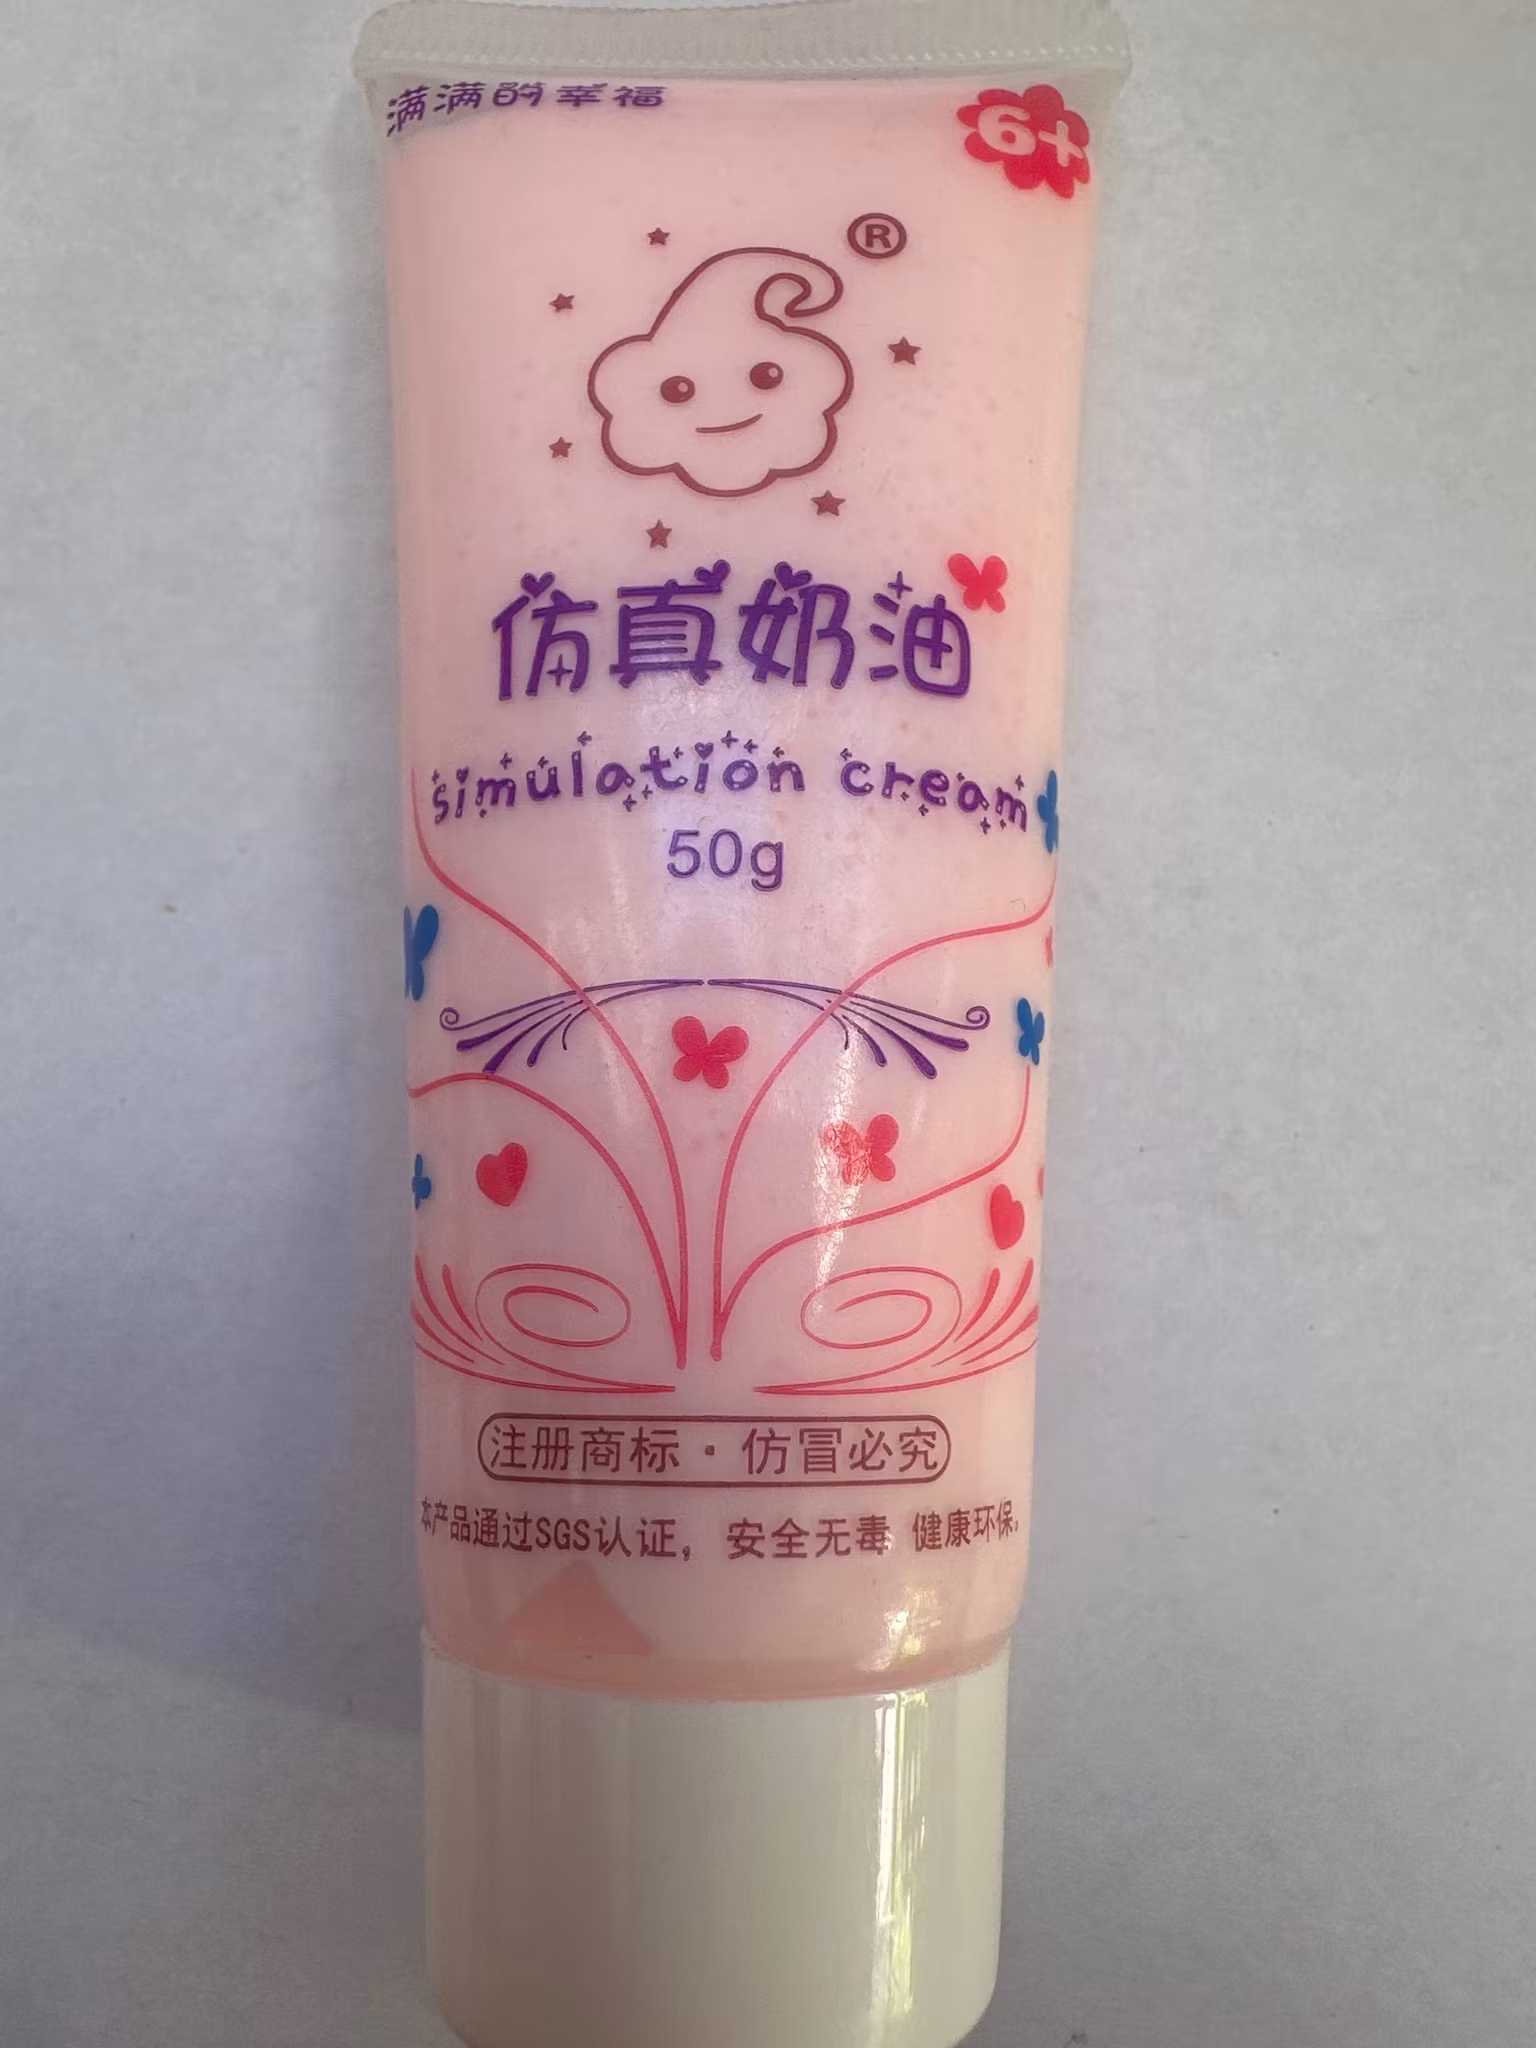 满满的幸福
6+
®
仿真奶油
simulation cream
50g
注册商标·仿冒必究
本产品通过SGS认证，安全无毒 健康环保。